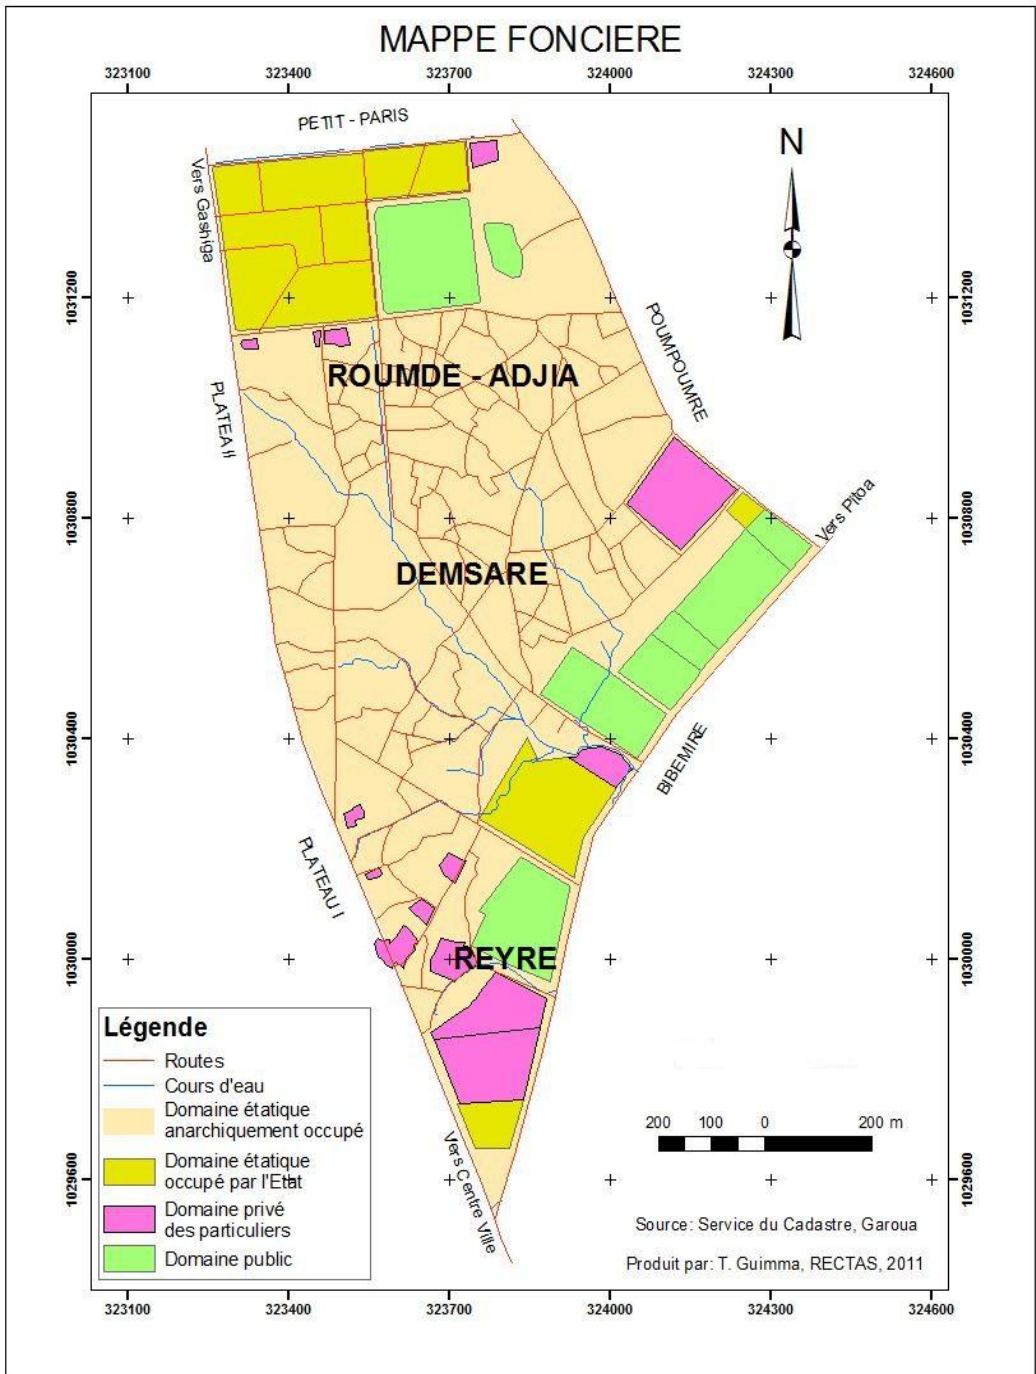 MAPPE FONCIERE
323100 323400 323700 324000 324300 324600
PETIT - PARIS
N
Vers Gashiga
1031200 1031200
POUMPOUMRE
ROUMDE - ADJIA
PLATEA II
Vers Pitoa
1030800 1030800
DEMSARE
1030400 1030400
BIBEMIRE
PLATEAU I
REYRE
1030000 1030000
Légende
Routes
Cours d'eau
Domaine étatique
anarchiquement occupé
Domaine étatique
occupé par l'Etat
Domaine privé
des particuliers
Domaine public
Vers Centre Ville
200 100 0 200 m
1029600 1029600
Source: Service du Cadastre, Garoua
Produit par: T. Guimma, RECTAS, 2011
323100 323400 323700 324000 324300 324600